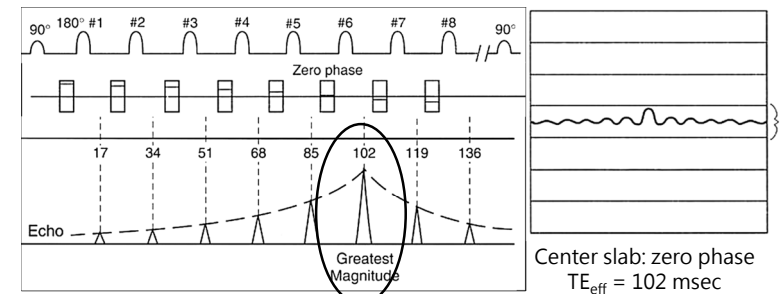 90° 180° #1 #2 #3 #4 #5 #6 #7 #8 90°
Zero phase
17 34 51 68 85 102 119 136
Echo
Greatest
Magnitude
Center slab: zero phase
TEeff = 102 msec